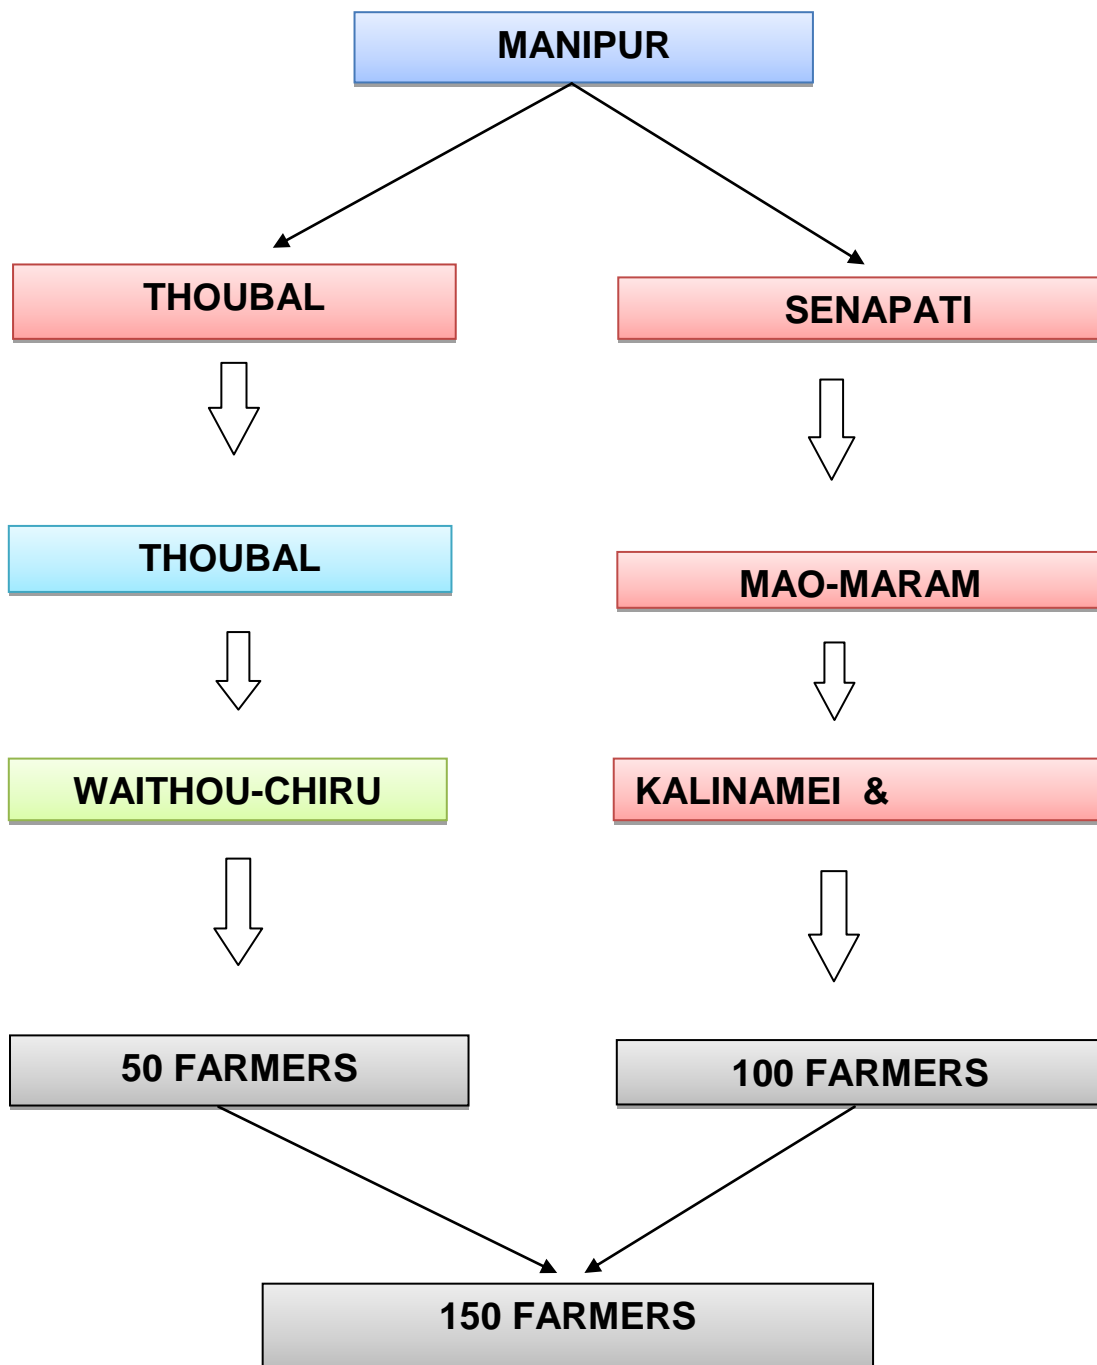 MANIPUR
THOUBAL
SENAPATI
THOUBAL
MAO-MARAM
WAITHOU-CHIRU
KALINAMEI &
50 FARMERS
100 FARMERS
150 FARMERS